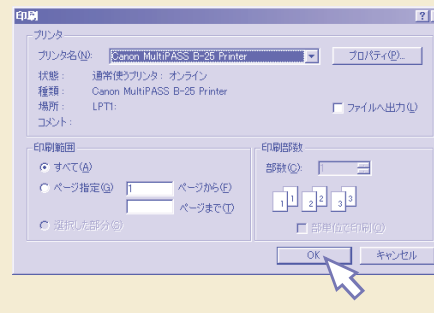 印刷
プリンタ
プリンタ名(N): Canon MultiPASS B-25 Printer プロパティ(P)...
状態: 通常使うプリンタ: オンライン
種類: Canon MultiPASS B-25 Printer
場所: LPT1: ファイルへ出力(L)
コメント:
印刷範囲
すべて(A)
ページ指定(G) 1 ページから(F)
ページまで(T)
選択した部分(S)
印刷部数
部数(C): 1
1 1 2 2 3 3
部単位で印刷(O)
OK キャンセル